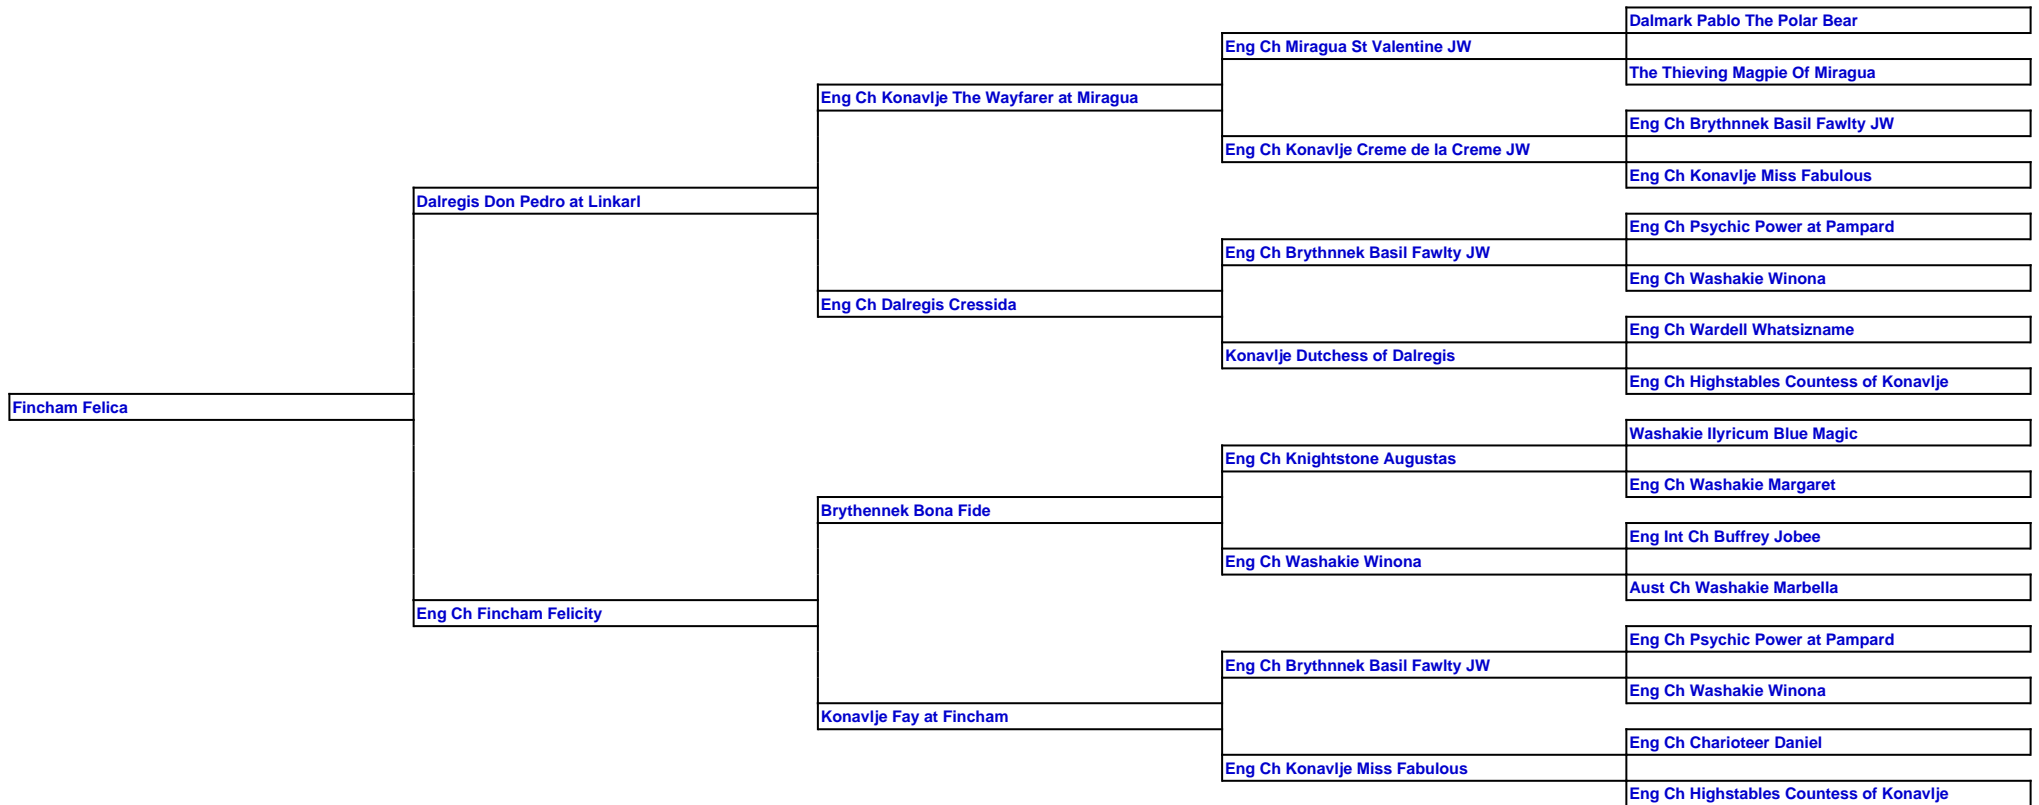 Dalmark Pablo The Polar Bear
Eng Ch Miragua St Valentine JW
The Thieving Magpie Of Miragua
Eng Ch Konavlje The Wayfarer at Miragua
Eng Ch Brythnnek Basil Fawlty JW
Eng Ch Konavlje Creme de la Creme JW
Eng Ch Konavlje Miss Fabulous
Dalregis Don Pedro at Linkarl
Eng Ch Psychic Power at Pampard
Eng Ch Brythnnek Basil Fawlty JW
Eng Ch Washakie Winona
Eng Ch Dalregis Cressida
Eng Ch Wardell Whatsizname
Konavlje Dutchess of Dalregis
Eng Ch Highstables Countess of Konavlje
Fincham Felica
Washakie Ilyricum Blue Magic
Eng Ch Knightstone Augustas
Eng Ch Washakie Margaret
Brythennek Bona Fide
Eng Int Ch Buffrey Jobee
Eng Ch Washakie Winona
Aust Ch Washakie Marbella
Eng Ch Fincham Felicity
Eng Ch Psychic Power at Pampard
Eng Ch Brythnnek Basil Fawlty JW
Eng Ch Washakie Winona
Konavlje Fay at Fincham
Eng Ch Charioteer Daniel
Eng Ch Konavlje Miss Fabulous
Eng Ch Highstables Countess of Konavlje